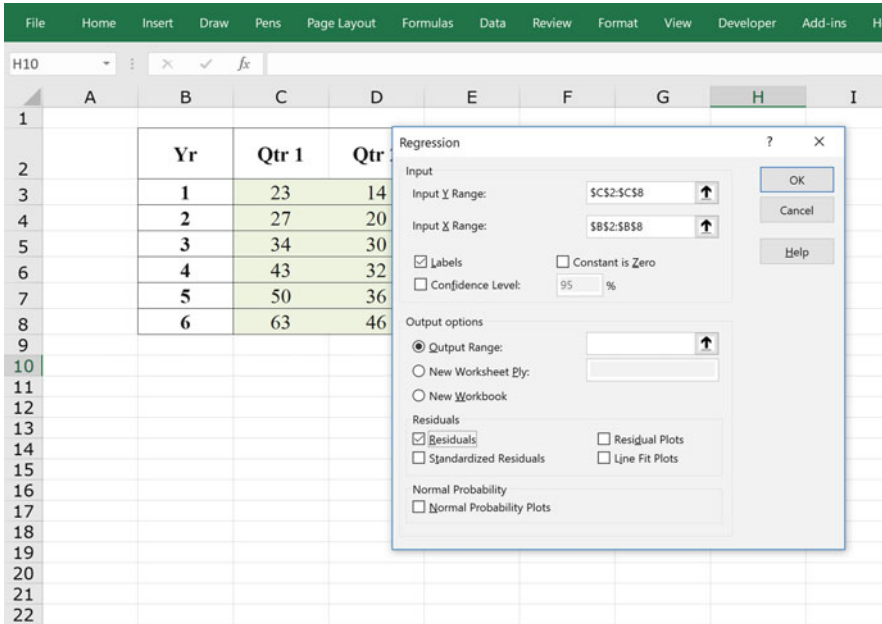 File Home Insert Draw Pens Page Layout Formulas Data Review Format View Developer Add-ins H
H10 fx
A B C D E F G H I
1
2 Yr Qtr 1 Qtr
3 1 23 14
4 2 27 20
5 3 34 30
6 4 43 32
7 5 50 36
8 6 63 46
9
10
11
12
13
14
15
16
17
18
19
20
21
22
Regression ? ×
Input
Input Y Range: $C$2:$C$8
Input X Range: $B$2:$B$8
Labels Constant is Zero
Confidence Level: 95 %
OK
Cancel
Help
Output options
Output Range:
New Worksheet Ply:
New Workbook
Residuals
Residuals Residual Plots
Standardized Residuals Line Fit Plots
Normal Probability
Normal Probability Plots